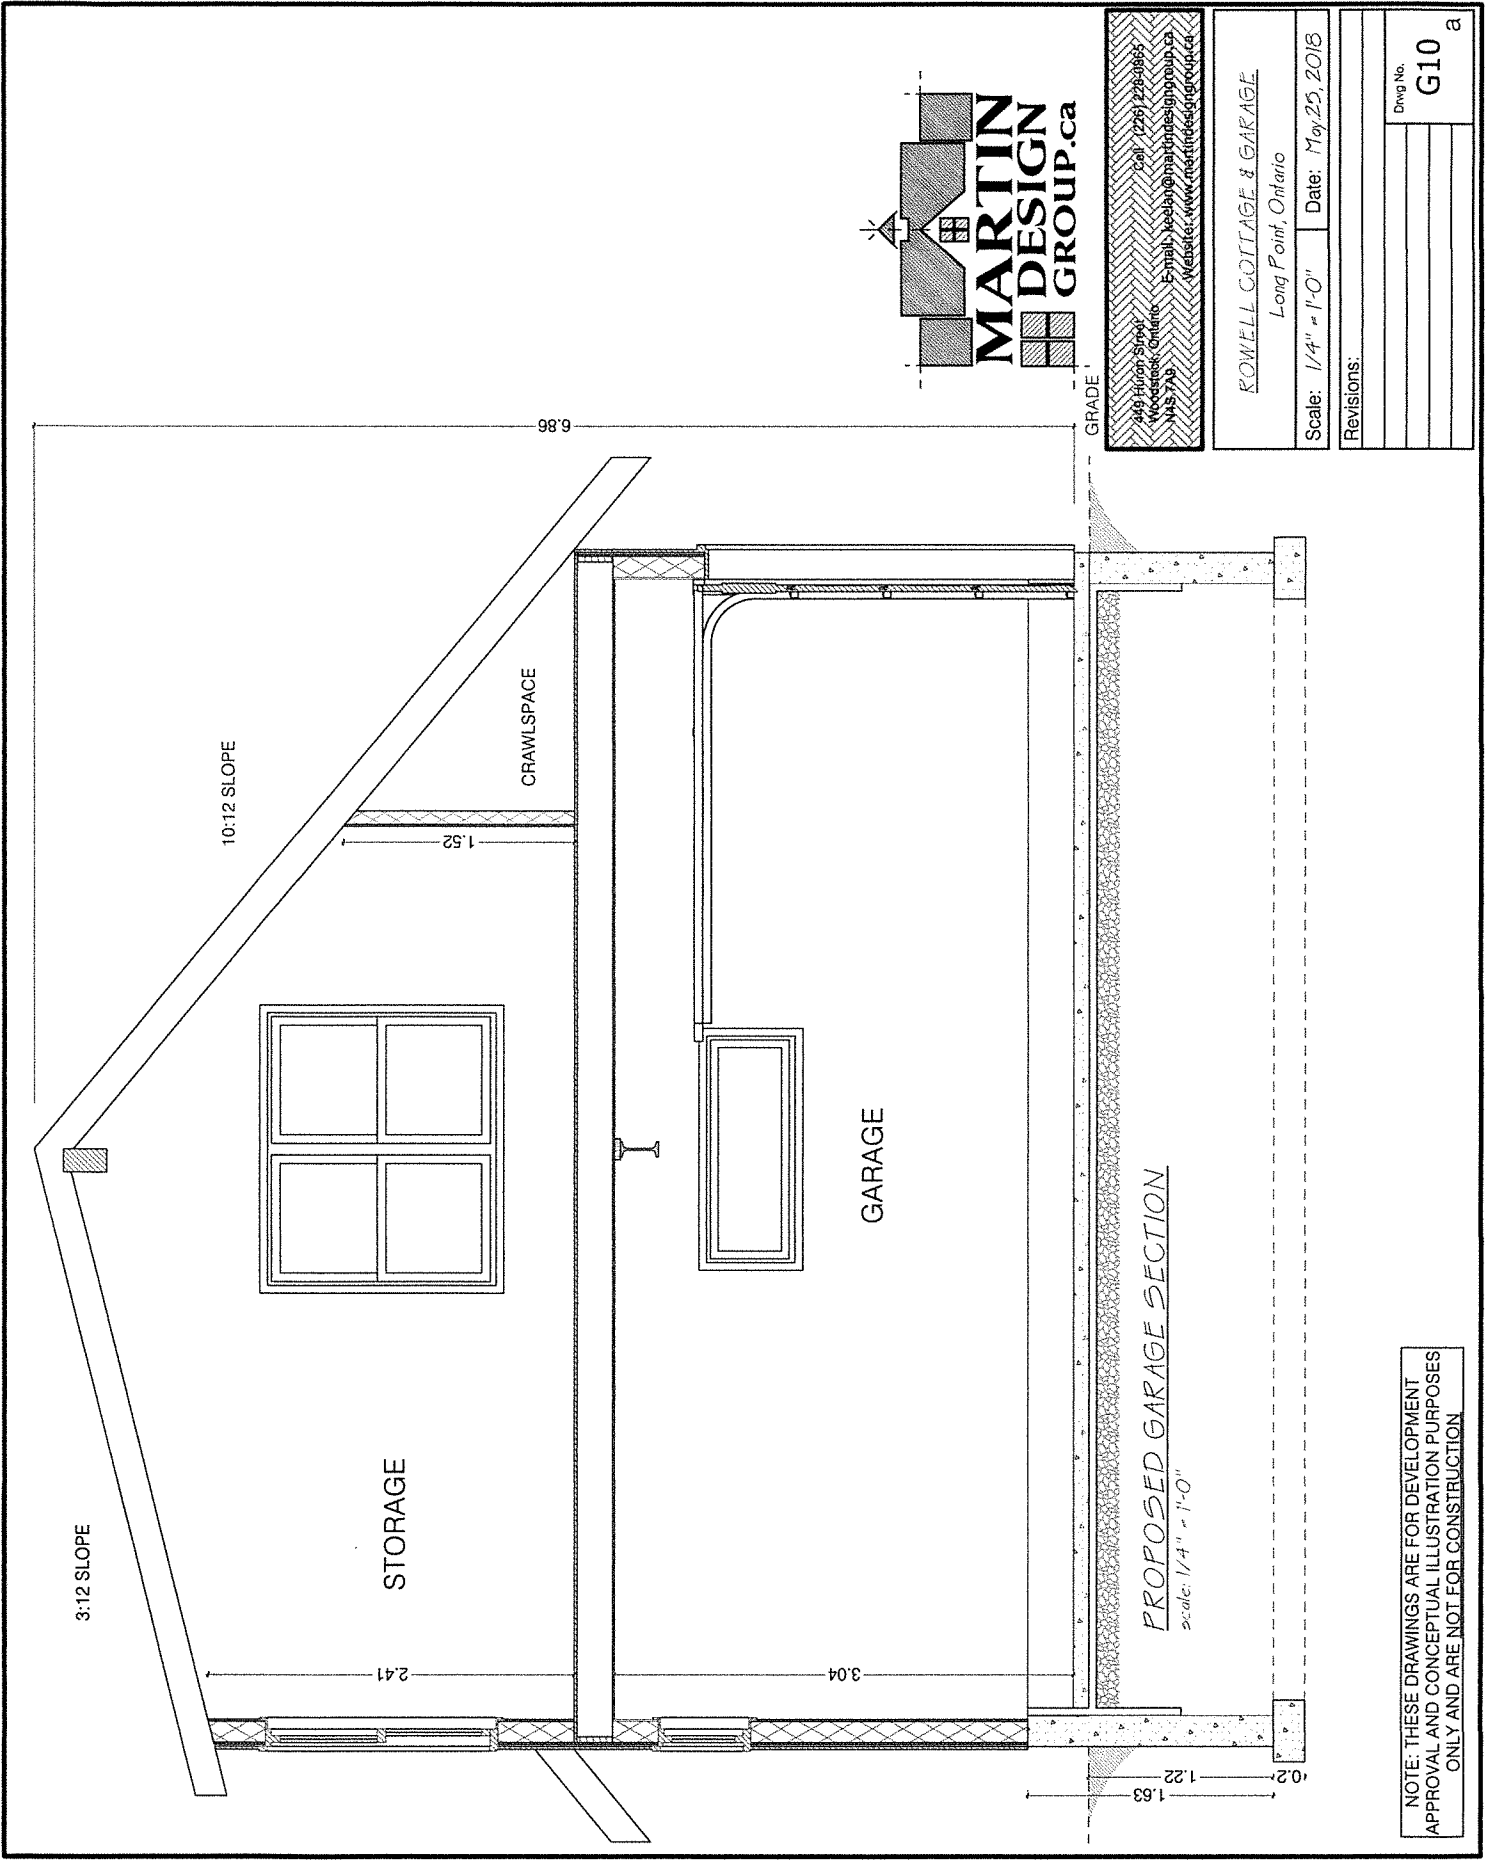 3:12 SLOPE
10:12 SLOPE
6.86
STORAGE
CRAWLSPACE
1.52
2.41
GARAGE
3.04
GRADE
1.63
1.22
0.2
PROPOSED GARAGE SECTION
scale: 1/4" = 1'-0"
NOTE: THESE DRAWINGS ARE FOR DEVELOPMENT
APPROVAL AND CONCEPTUAL ILLUSTRATION PURPOSES
ONLY AND ARE NOT FOR CONSTRUCTION
MARTIN
DESIGN
GROUP.ca
449 Huron Street
Woodstock, Ontario
N4S 7A9
Cell (226) 228-0865
E-mail: keelan@martindesigngroup.ca
Website: www.martindesigngroup.ca
ROWELL COTTAGE & GARAGE
Long Point, Ontario
Scale: 1/4" = 1'-0" Date: May 25, 2018
Revisions:
Drwg No.
G10 a